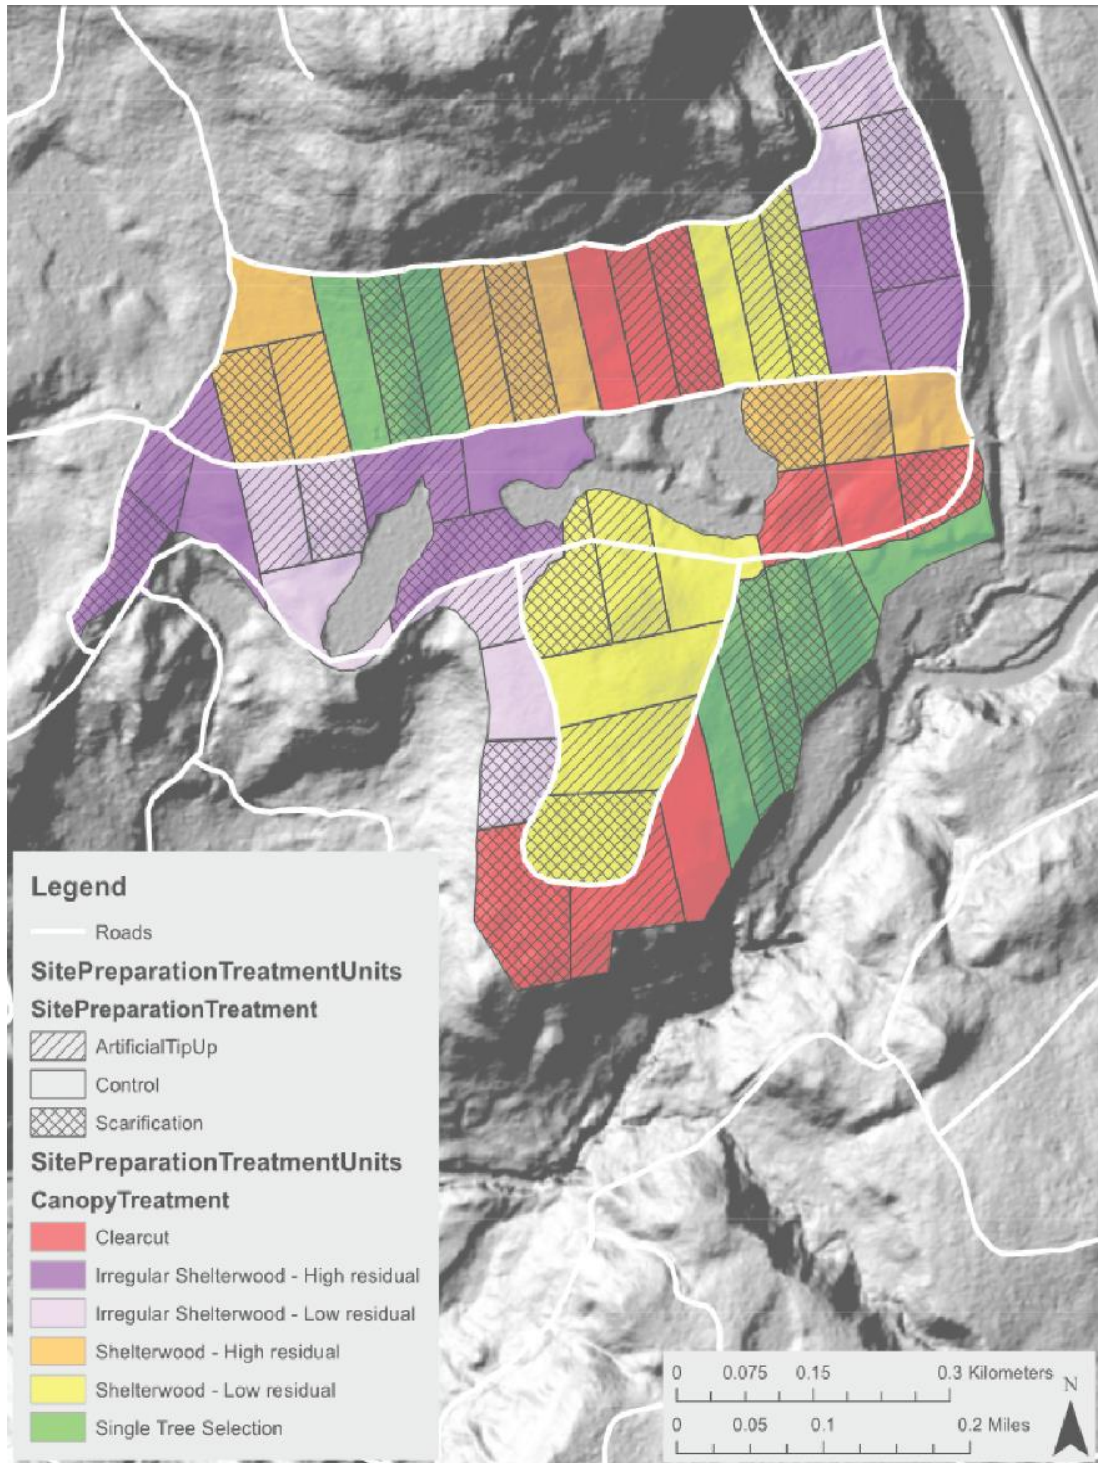 Legend
Roads
SitePreparationTreatmentUnits
SitePreparationTreatment
ArtificialTipUp
Control
Scarification
SitePreparationTreatmentUnits
CanopyTreatment
Clearcut
Irregular Shelterwood - High residual
Irregular Shelterwood - Low residual
Shelterwood - High residual
Shelterwood - Low residual
Single Tree Selection
0 0.075 0.15 0.3 Kilometers
N
0 0.05 0.1 0.2 Miles